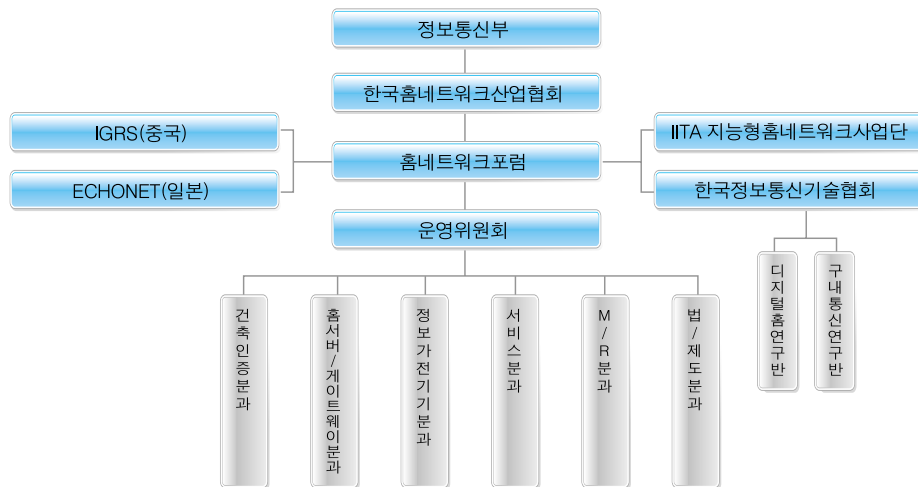 정보통신부
한국홈네트워크산업협회
IGRS(중국)
IITA 지능형홈네트워크사업단
홈네트워크포럼
ECHONET(일본)
한국정보통신기술협회
운영위원회
건축인증분과
홈서버/게이트웨이분과
정보가전기기분과
서비스분과
M/R분과
법/제도분과
디지털홈연구반
구내통신연구반